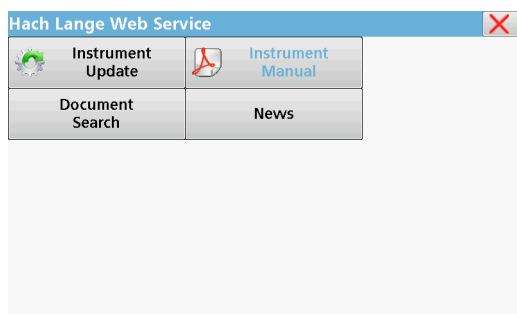 Hach Lange Web Service
Instrument
Update
Instrument
Manual
Document
Search
News